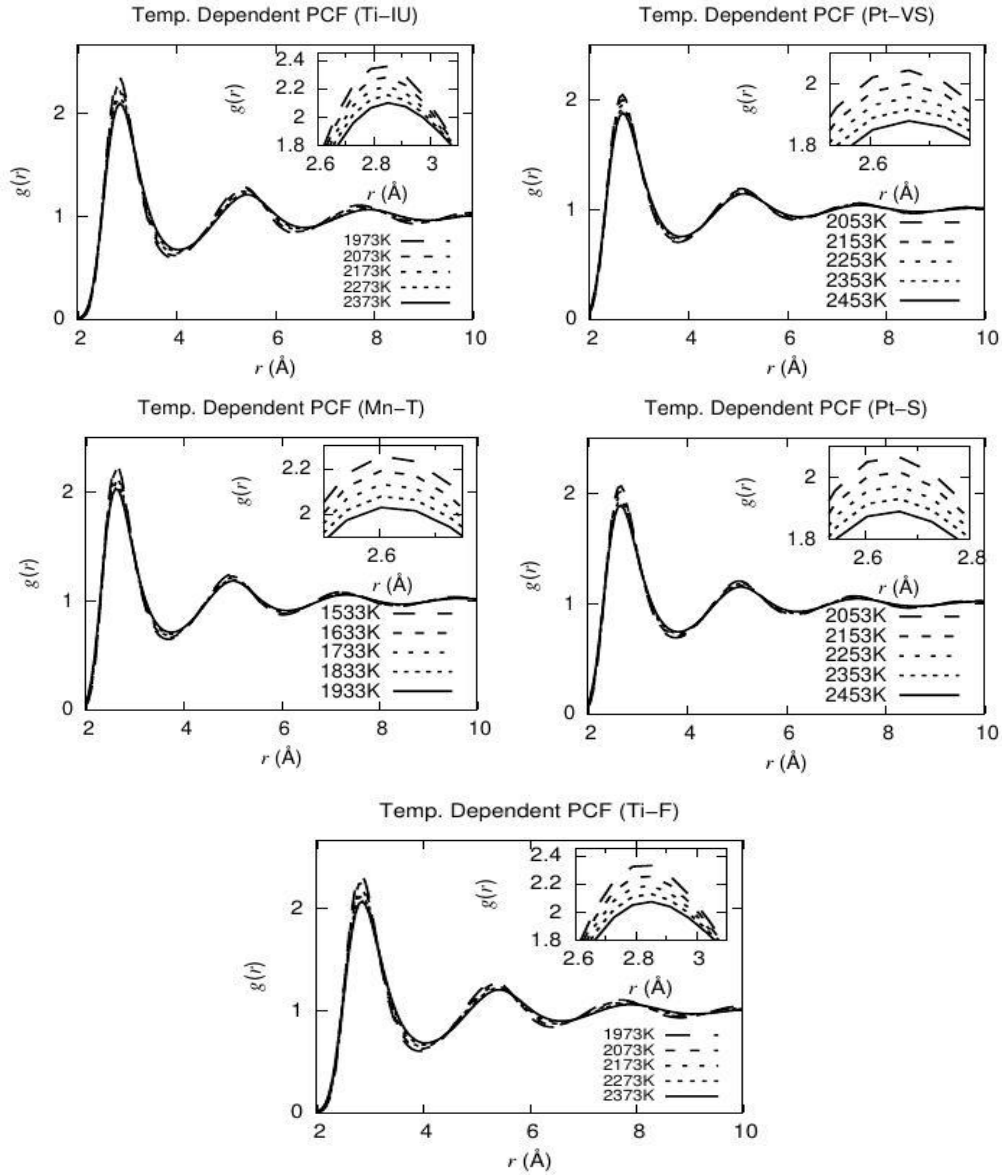 Temp. Dependent PCF (Ti–IU)
2.4
2.2
2
1.8
2.6 2.8 3
g(r)
r (Å)
2
1
0
g(r)
1973K
2073K
2173K
2273K
2373K
2 4 6 8 10
r (Å)
Temp. Dependent PCF (Pt–VS)
2
1.8
2.6
g(r)
r (Å)
2
1
0
g(r)
2053K
2153K
2253K
2353K
2453K
2 4 6 8 10
r (Å)
Temp. Dependent PCF (Mn–T)
2.2
2
2.6
g(r)
r (Å)
2
1
0
g(r)
1533K
1633K
1733K
1833K
1933K
2 4 6 8 10
r (Å)
Temp. Dependent PCF (Pt–S)
2
1.8
2.6 2.8
g(r)
r (Å)
2
1
0
g(r)
2053K
2153K
2253K
2353K
2453K
2 4 6 8 10
r (Å)
Temp. Dependent PCF (Ti–F)
2.4
2.2
2
1.8
2.6 2.8 3
g(r)
r (Å)
2
1
0
g(r)
1973K
2073K
2173K
2273K
2373K
2 4 6 8 10
r (Å)